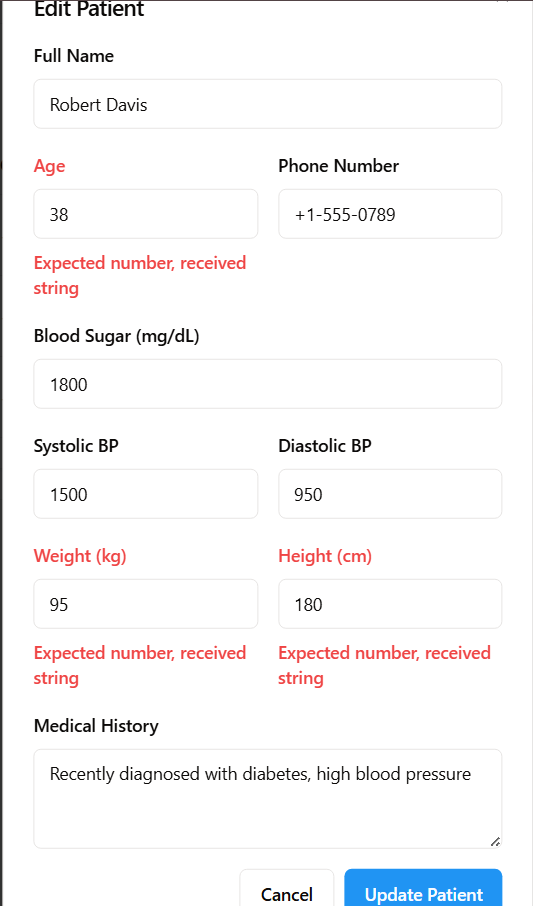 Edit Patient
Full Name
Robert Davis
Age
Phone Number
38
+1-555-0789
Expected number, received
string
Blood Sugar (mg/dL)
1800
Systolic BP
Diastolic BP
1500
950
Weight (kg)
Height (cm)
95
180
Expected number, received
string
Expected number, received
string
Medical History
Recently diagnosed with diabetes, high blood pressure
Cancel
Update Patient